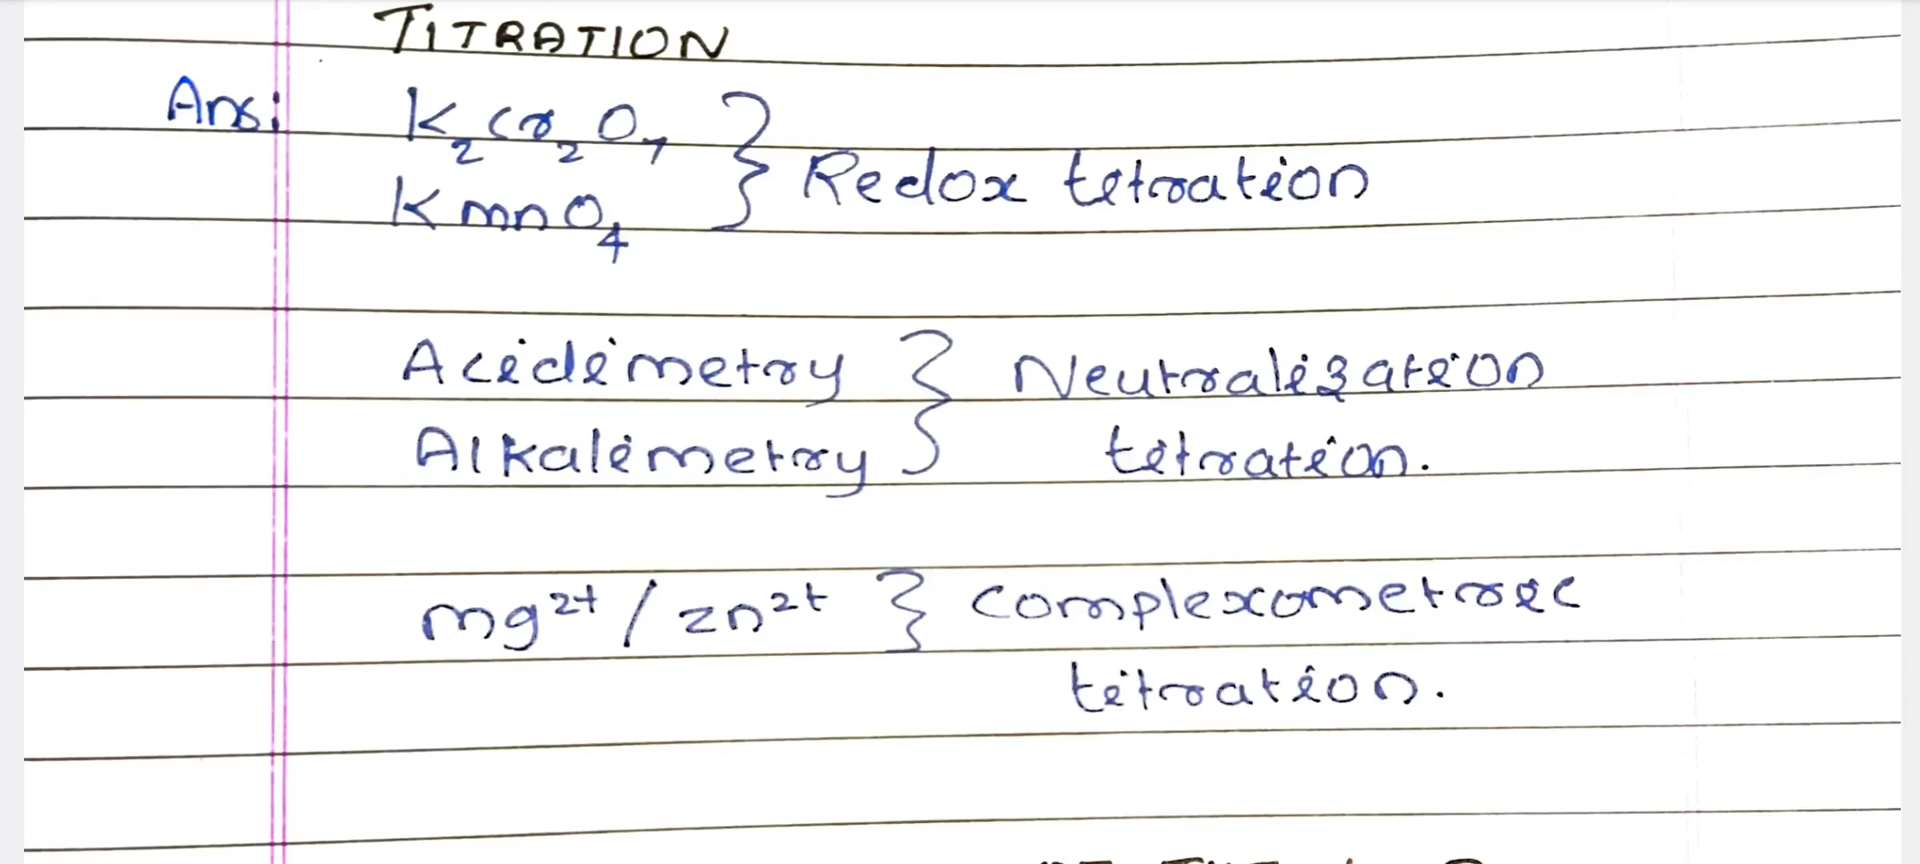 TITRATION
Ans: K2Cr2O7 } Redox titration
KMnO4
Acidimetry } Neutralization
Alkalimetry titration.
mg2+ / zn2+ } complexometric
titration.